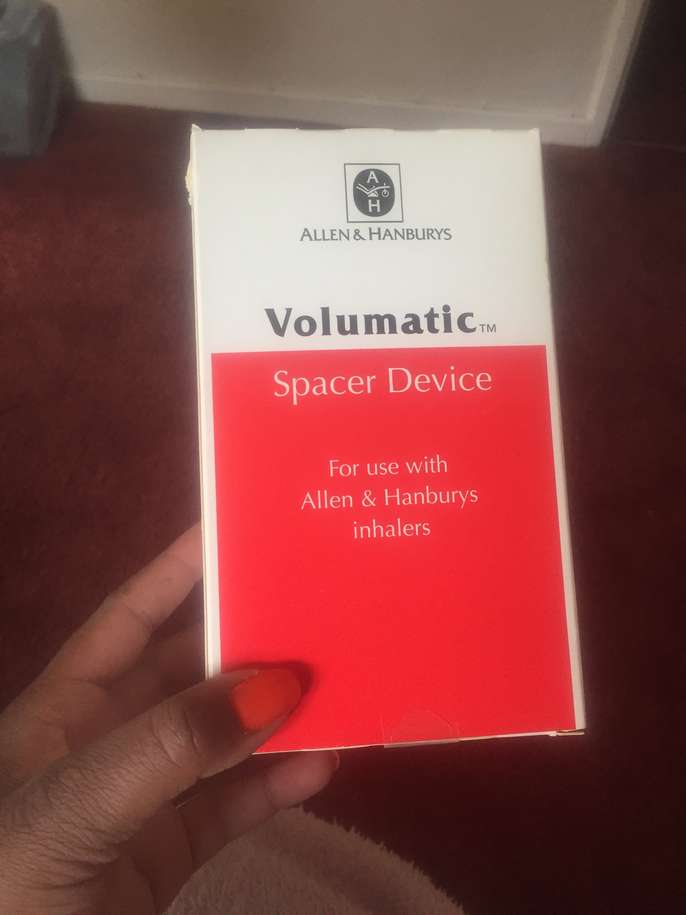 A
H
ALLEN & HANBURYS
Volumatic™
Spacer Device
For use with
Allen & Hanburys
inhalers